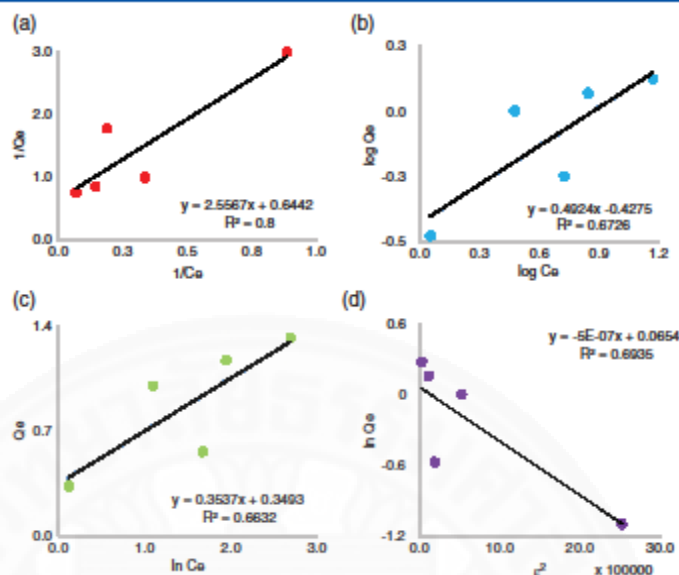 (a)
3.0
2.0
1.0
0.0
1/Qe
0.0 0.3 0.5 0.8 1.0
1/Ce
y = 2.5567x + 0.6442
R² = 0.8
(b)
0.3
0.0
-0.3
-0.5
log Qe
0.0 0.3 0.6 0.9 1.2
log Ce
y = 0.4924x -0.4275
R² = 0.6726
(c)
1.4
0.7
0.0
Qe
0.0 1.0 2.0 3.0
ln Ce
y = 0.3537x + 0.3493
R² = 0.6632
(d)
0.6
0
-0.6
-1.2
ln Qe
0.0 10.0 20.0 30.0
x 100000
y = -5E-07x + 0.0654
R² = 0.6935